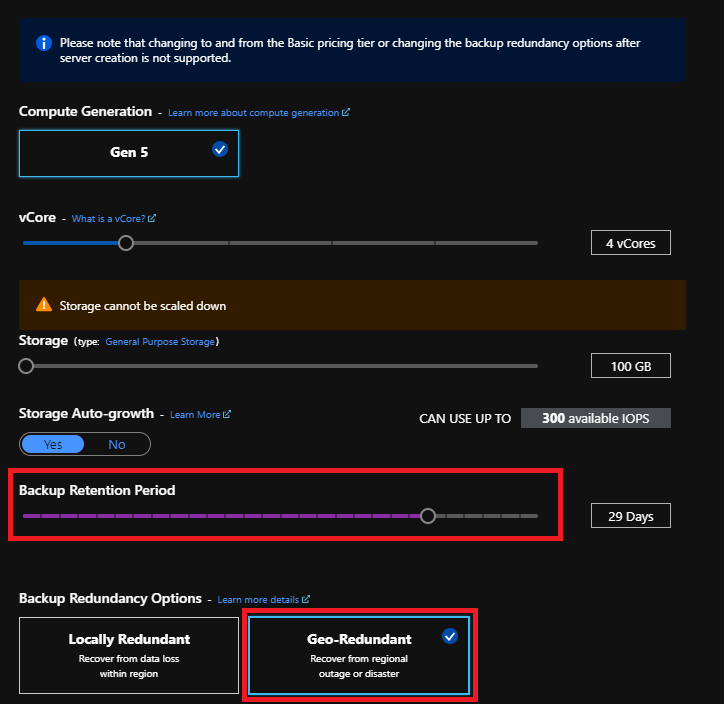 Please note that changing to and from the Basic pricing tier or changing the backup redundancy options after
server creation is not supported.
Compute Generation - Learn more about compute generation
Gen 5
vCore - What is a vCore?
4 vCores
Storage cannot be scaled down
Storage (type: General Purpose Storage)
100 GB
Storage Auto-growth - Learn More
CAN USE UP TO 300 available IOPS
Yes No
Backup Retention Period
29 Days
Backup Redundancy Options - Learn more details
Locally Redundant
Recover from data loss
within region
Geo-Redundant
Recover from regional
outage or disaster